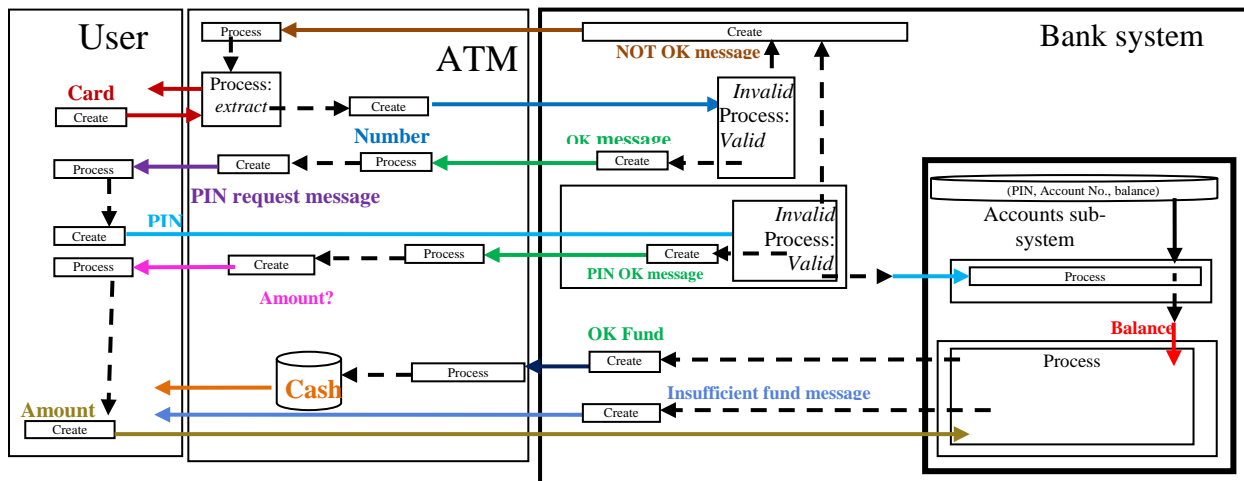 User
ATM
Bank system
Process
Create
NOT OK message
Process:
extract
Card
Create
Create
Number
Invalid
Process:
Valid
OK message
Create
Process
Create
Process
PIN request message
(PIN, Account No., balance)
Accounts sub-
system
PIN
Create
Invalid
Process:
Valid
Create
PIN OK message
Process
Create
Process
Amount?
Process
Balance
OK Fund
Create
Process
Process
Cash
Insufficient fund message
Create
Amount
Create